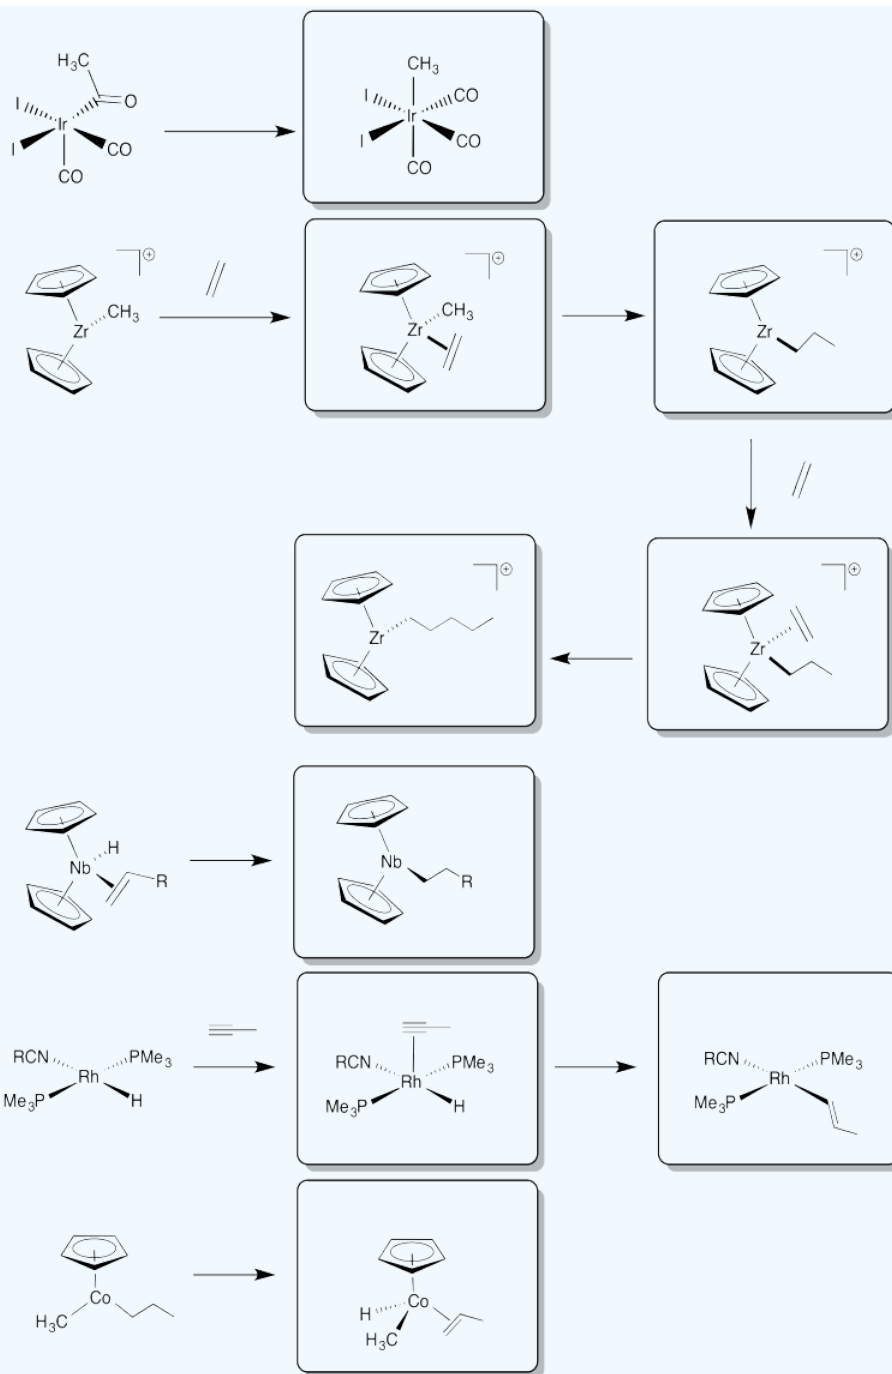 H₃C
O
I
Ir
I
CO
CO
CH₃
I
CO
Ir
I
CO
CO
⊕
CH₃
Zr
⊕
CH₃
Zr
⊕
Zr
⊕
Zr
⊕
Zr
H
Nb
R
Nb
R
RCN
PMe₃
Rh
Me₃P
H
RCN
PMe₃
Rh
Me₃P
H
RCN
PMe₃
Rh
Me₃P
Co
H₃C
Co
H
H₃C